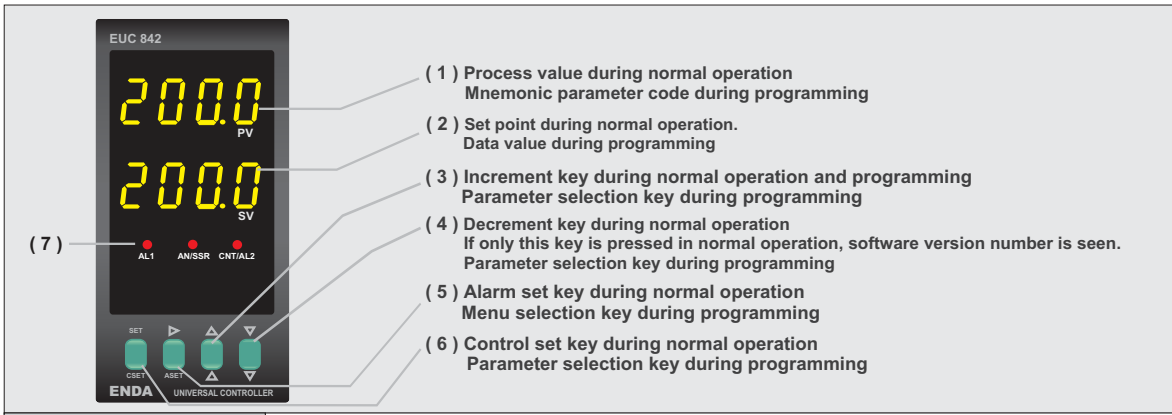 EUC 842
200.0
PV
200.0
SV
AL1 AN/SSR CNT/AL2
SET
CSET ASET
ENDA UNIVERSAL CONTROLLER
( 7 )
( 1 ) Process value during normal operation
Mnemonic parameter code during programming
( 2 ) Set point during normal operation.
Data value during programming
( 3 ) Increment key during normal operation and programming
Parameter selection key during programming
( 4 ) Decrement key during normal operation
If only this key is pressed in normal operation, software version number is seen.
Parameter selection key during programming
( 5 ) Alarm set key during normal operation
Menu selection key during programming
( 6 ) Control set key during normal operation
Parameter selection key during programming